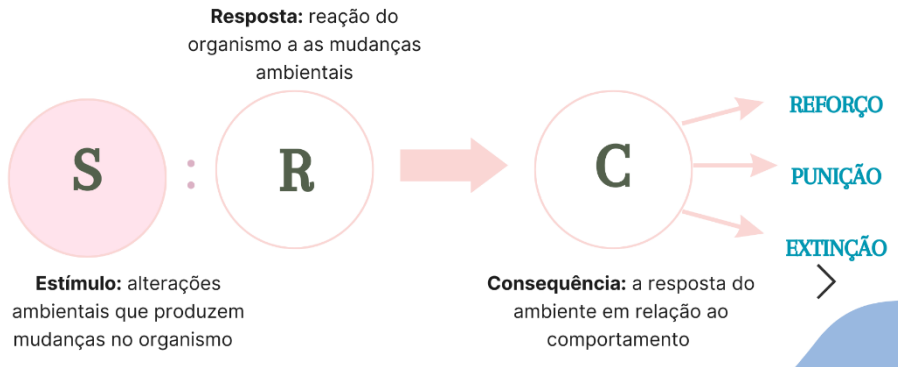 Resposta: reação do
organismo a as mudanças
ambientais
S
:
R
C
REFORÇO
PUNIÇÃO
EXTINÇÃO
Estímulo: alterações
ambientais que produzem
mudanças no organismo
Consequência: a resposta do
ambiente em relação ao
comportamento